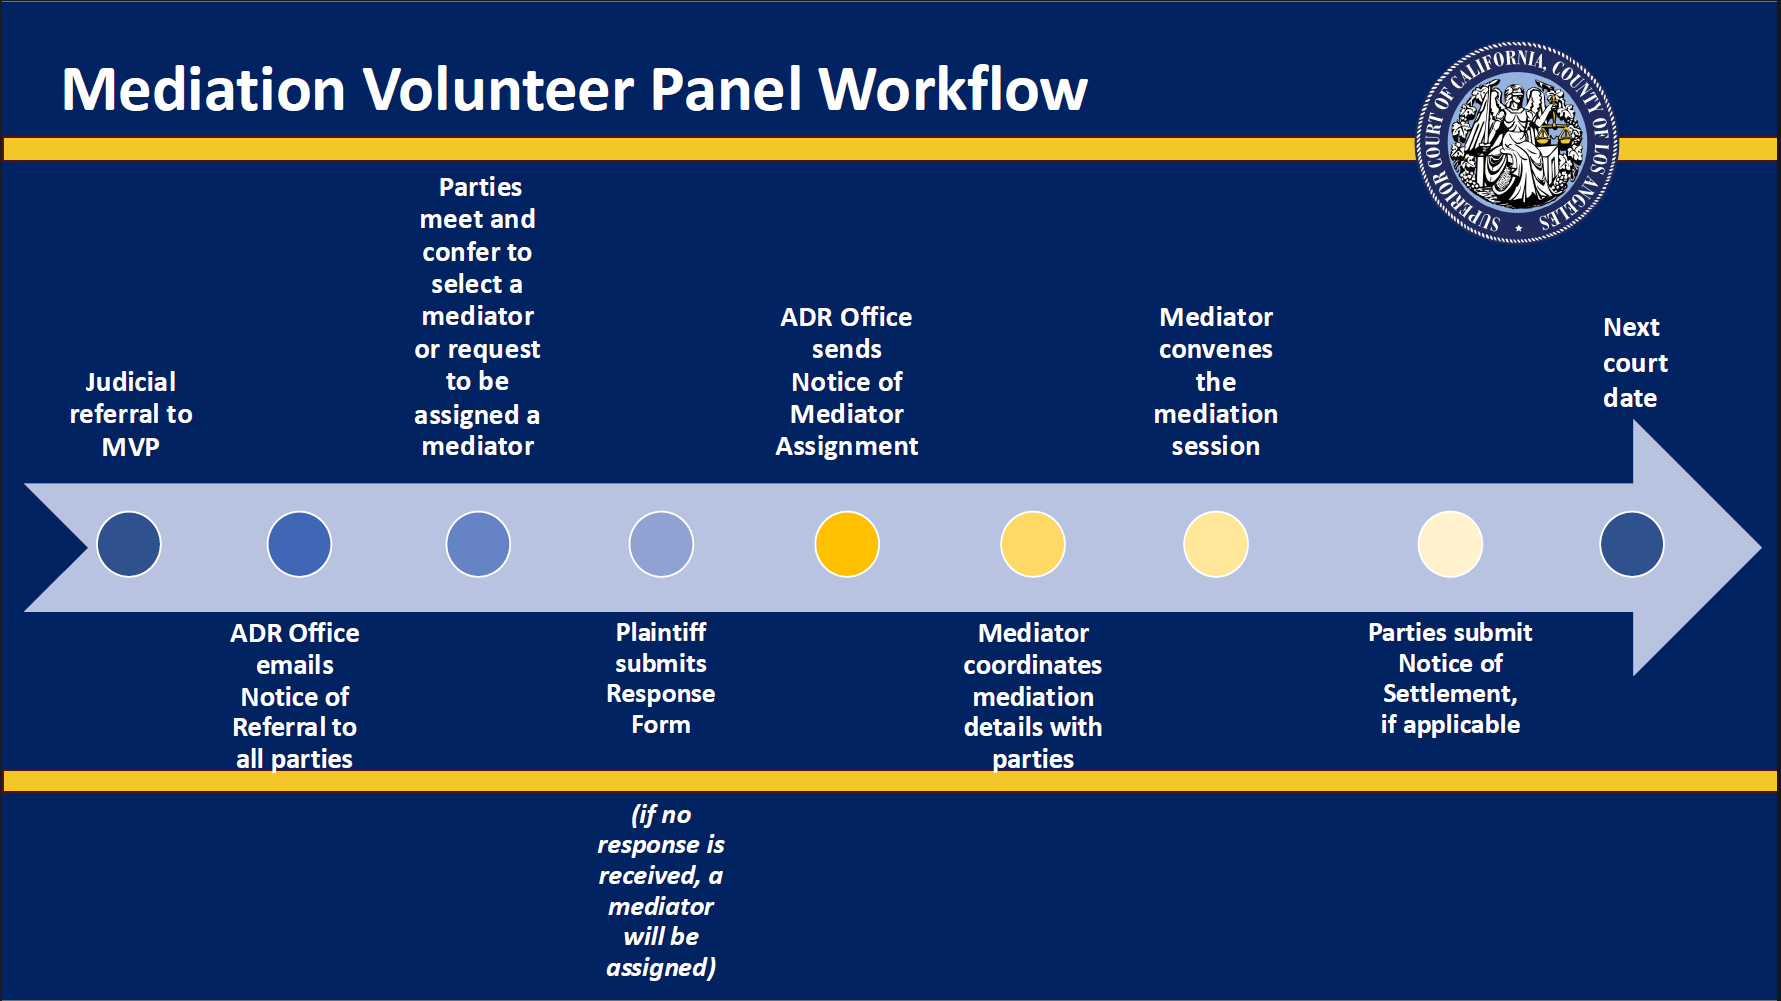 Mediation Volunteer Panel Workflow
SUPERIOR COURT OF CALIFORNIA, COUNTY OF LOS ANGELES
Judicial
referral to
MVP
ADR Office
emails
Notice of
Referral to
all parties
Parties
meet and
confer to
select a
mediator
or request
to be
assigned a
mediator
Plaintiff
submits
Response
Form
(if no
response is
received, a
mediator
will be
assigned)
ADR Office
sends
Notice of
Mediator
Assignment
Mediator
coordinates
mediation
details with
parties
Mediator
convenes
the
mediation
session
Parties submit
Notice of
Settlement,
if applicable
Next
court
date